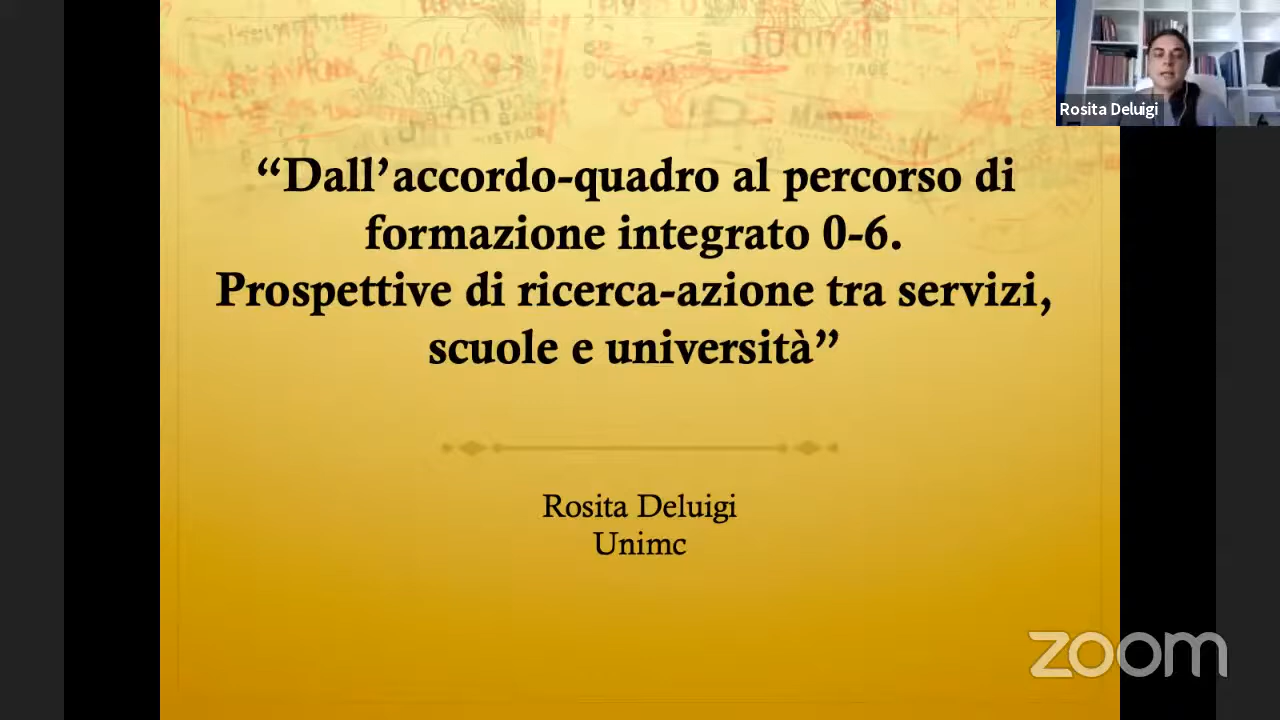 Rosita Deluigi
“Dall’accordo-quadro al percorso di
formazione integrato 0-6.
Prospettive di ricerca-azione tra servizi,
scuole e università”
Rosita Deluigi
Unimc
zoom